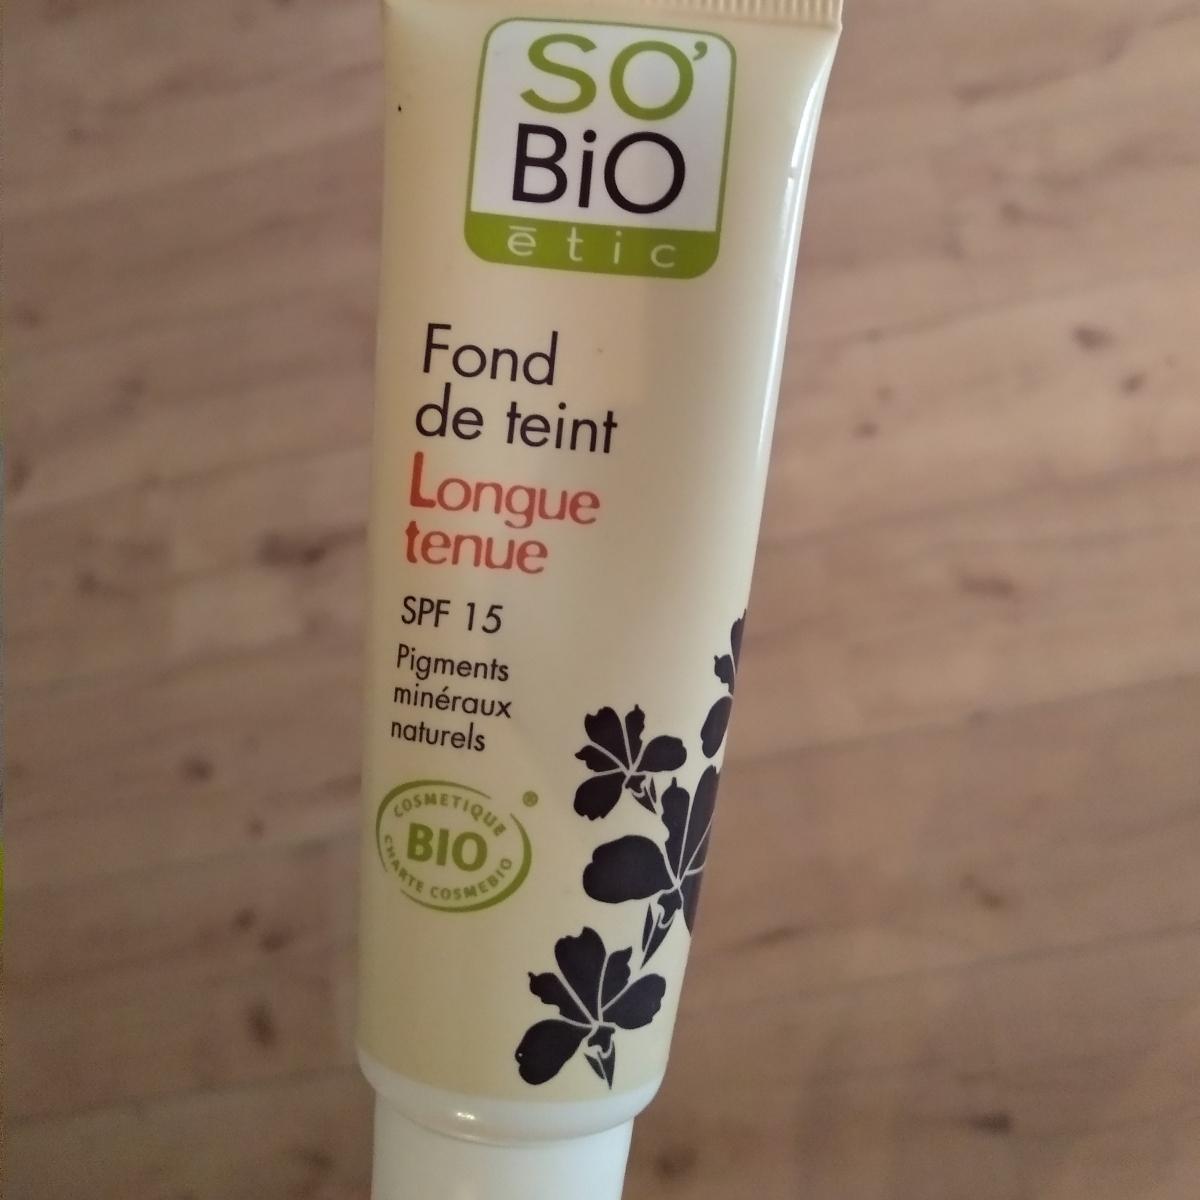 SO'
BiO
ētic
Fond
de teint
Longue
tenue
SPF 15
Pigments
minéraux
naturels
COSMETIQUE ®
BIO
CHARTE COSMEBIO